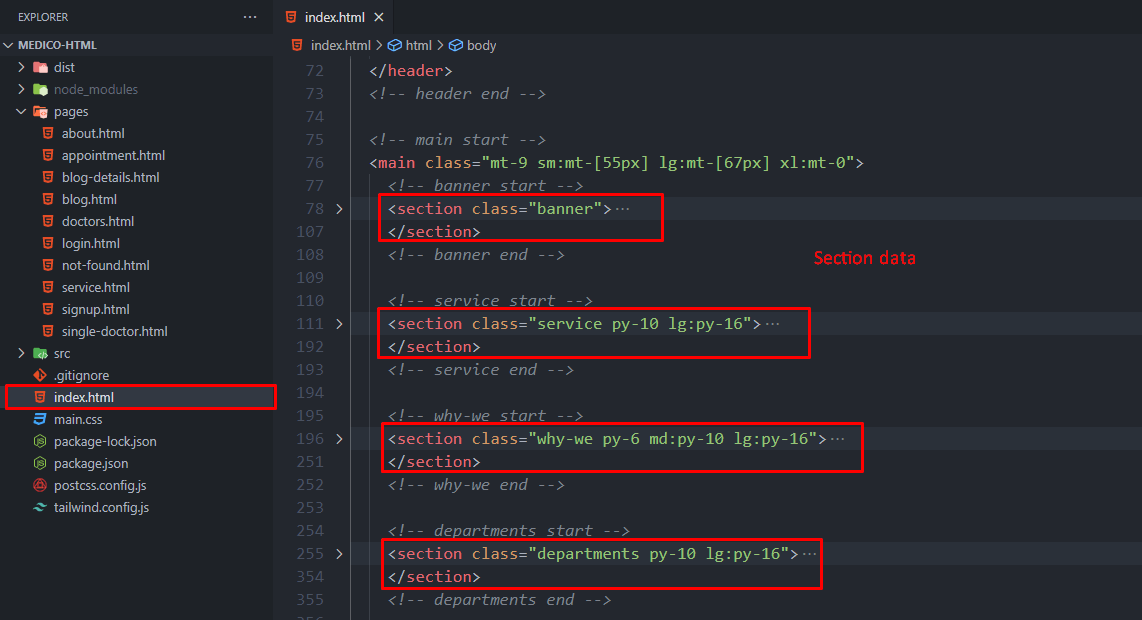 EXPLORER ···
MEDICO-HTML
dist
node_modules
pages
about.html
appointment.html
blog-details.html
blog.html
doctors.html
login.html
not-found.html
service.html
signup.html
single-doctor.html
src
.gitignore
index.html
main.css
package-lock.json
package.json
postcss.config.js
tailwind.config.js
index.html
index.html > html > body
72 </header>
73 <!-- header end -->
74
75 <!-- main start -->
76 <main class="mt-9 sm:mt-[55px] lg:mt-[67px] xl:mt-0">
77 <!-- banner start -->
78 <section class="banner">···
107 </section>
108 <!-- banner end -->
Section data
109
110 <!-- service start -->
111 <section class="service py-10 lg:py-16">···
192 </section>
193 <!-- service end -->
194
195 <!-- why-we start -->
196 <section class="why-we py-6 md:py-10 lg:py-16">···
251 </section>
252 <!-- why-we end -->
253
254 <!-- departments start -->
255 <section class="departments py-10 lg:py-16">···
354 </section>
355 <!-- departments end -->